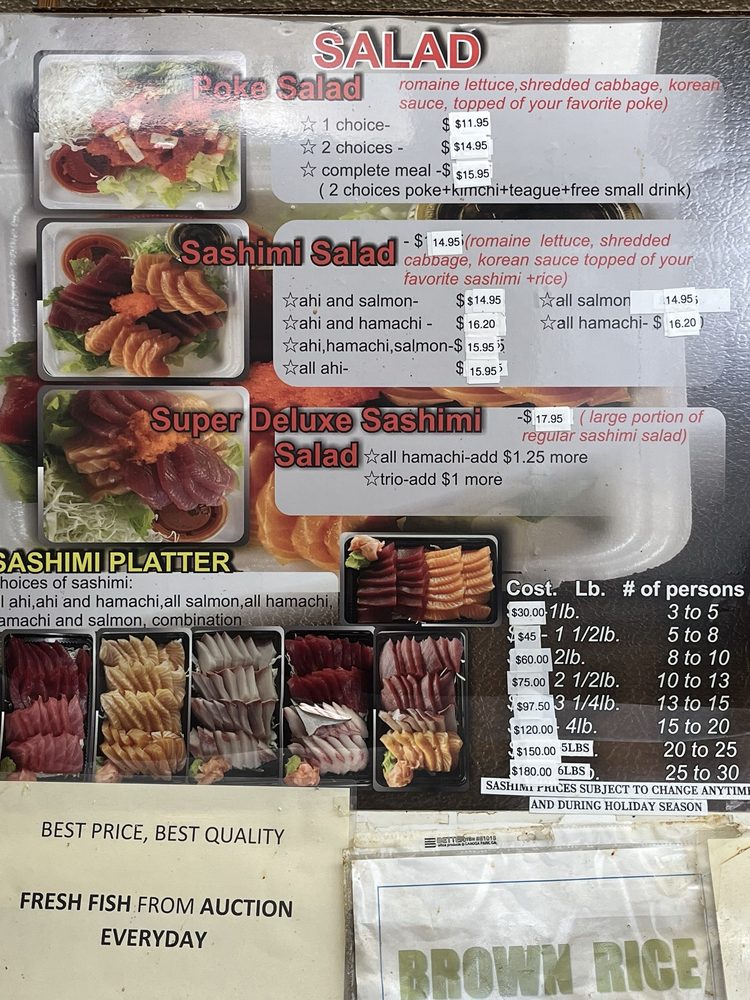 SALAD
Poke Salad
romaine lettuce,shredded cabbage, korean
sauce, topped of your favorite poke)
☆ 1 choice- $ $11.95
☆ 2 choices - $ $14.95
☆ complete meal -$ $15.95
( 2 choices poke+kimchi+teague+free small drink)
Sashimi Salad - $ 14.95 (romaine lettuce, shredded
cabbage, korean sauce topped of your
favorite sashimi +rice)
☆ahi and salmon- $ $14.95 ☆all salmon 14.95
☆ahi and hamachi - $ 16.20 ☆all hamachi- $ 16.20
☆ahi,hamachi,salmon-$ 15.95
☆all ahi- $ 15.95
Super Deluxe Sashimi -$ 17.95 ( large portion of
regular sashimi salad)
Salad ☆all hamachi-add $1.25 more
☆trio-add $1 more
SASHIMI PLATTER
hoices of sashimi:
l ahi,ahi and hamachi,all salmon,all hamachi,
amachi and salmon, combination
Cost. Lb. # of persons
$30.00 1lb. 3 to 5
$45 - 1 1/2lb. 5 to 8
$60.00 2lb. 8 to 10
$75.00 2 1/2lb. 10 to 13
$97.50 3 1/4lb. 13 to 15
$120.00 4lb. 15 to 20
$150.00 5LBS 20 to 25
$180.00 6LBS 25 to 30
SASHIMI PRICES SUBJECT TO CHANGE ANYTIME
AND DURING HOLIDAY SEASON
BEST PRICE, BEST QUALITY
FRESH FISH FROM AUCTION
EVERYDAY
BROWN RICE